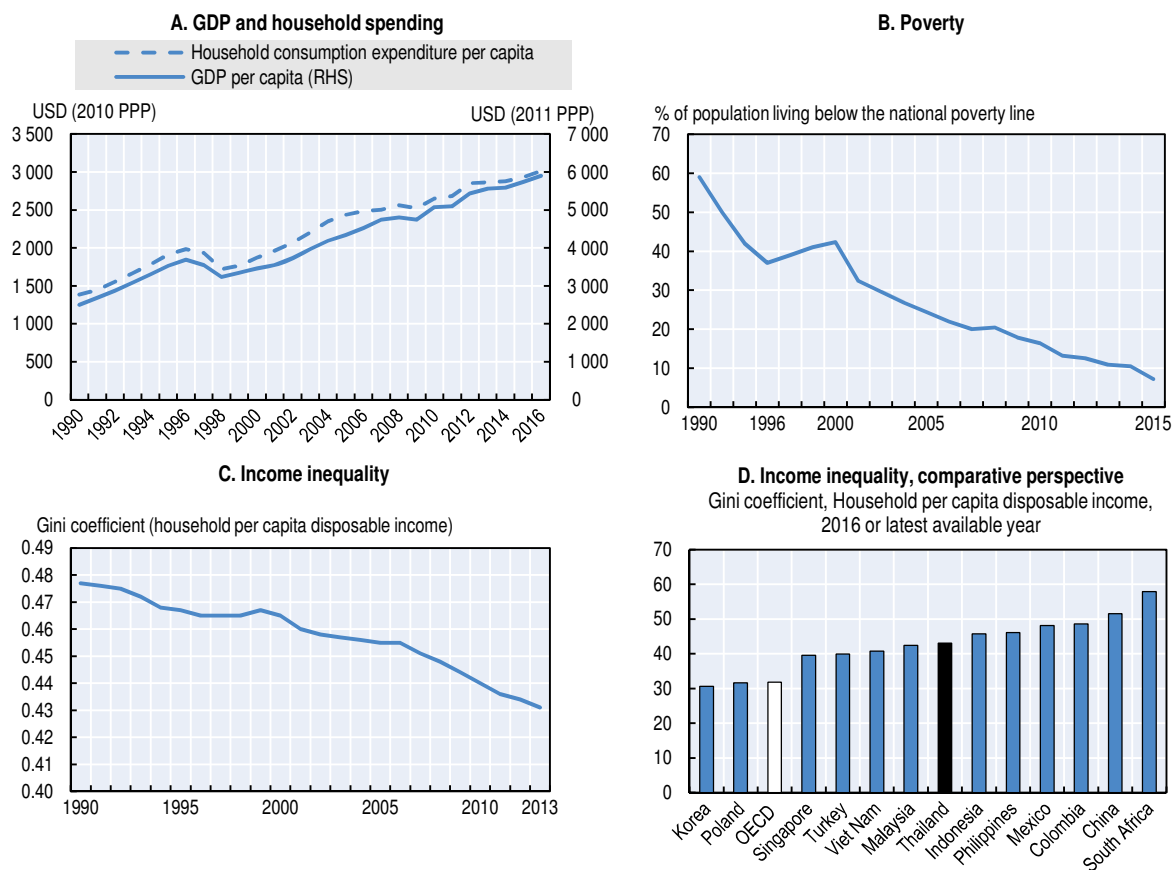 A. GDP and household spending
Household consumption expenditure per capita
GDP per capita (RHS)
USD (2010 PPP)
USD (2011 PPP)
3 500
3 000
2 500
2 000
1 500
1 000
500
0
7 000
6 000
5 000
4 000
3 000
2 000
1 000
0
1990 1992 1994 1996 1998 2000 2002 2004 2006 2008 2010 2012 2014 2016
B. Poverty
% of population living below the national poverty line
70
60
50
40
30
20
10
0
1990 1996 2000 2005 2010 2015
C. Income inequality
Gini coefficient (household per capita disposable income)
0.49
0.48
0.47
0.46
0.45
0.44
0.43
0.42
0.41
0.40
1990 1995 2000 2005 2010 2013
D. Income inequality, comparative perspective
Gini coefficient, Household per capita disposable income,
2016 or latest available year
70
60
50
40
30
20
10
0
Korea
Poland
OECD
Singapore
Turkey
Viet Nam
Malaysia
Thailand
Indonesia
Philippines
Mexico
Colombia
China
South Africa